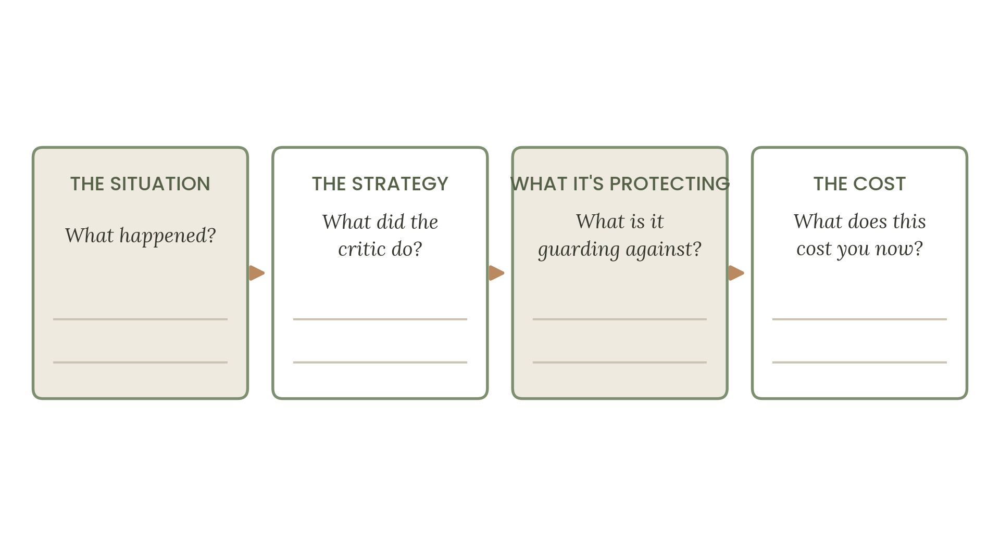 THE SITUATION
What happened?
THE STRATEGY
What did the
critic do?
WHAT IT'S PROTECTING
What is it
guarding against?
THE COST
What does this
cost you now?